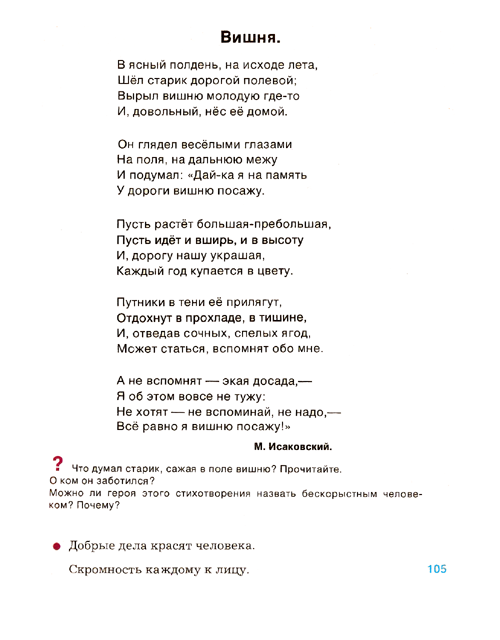 Вишня.
В ясный полдень, на исходе лета,
Шёл старик дорогой полевой;
Вырыл вишню молодую где-то
И, довольный, нёс её домой.
Он глядел весёлыми глазами
На поля, на дальнюю межу
И подумал: «Дай-ка я на память
У дороги вишню посажу.
Пусть растёт большая-пребольшая,
Пусть идёт и вширь, и в высоту
И, дорогу нашу украшая,
Каждый год купается в цвету.
Путники в тени её прилягут,
Отдохнут в прохладе, в тишине,
И, отведав сочных, спелых ягод,
Может статься, вспомнят обо мне.
А не вспомнят — экая досада,—
Я об этом вовсе не тужу:
Не хотят — не вспоминай, не надо,—
Всё равно я вишню посажу!»
М. Исаковский.
? Что думал старик, сажая в поле вишню? Прочитайте.
О ком он заботился?
Можно ли героя этого стихотворения назвать бескорыстным челове-
ком? Почему?
• Добрые дела красят человека.
Скромность каждому к лицу.
105